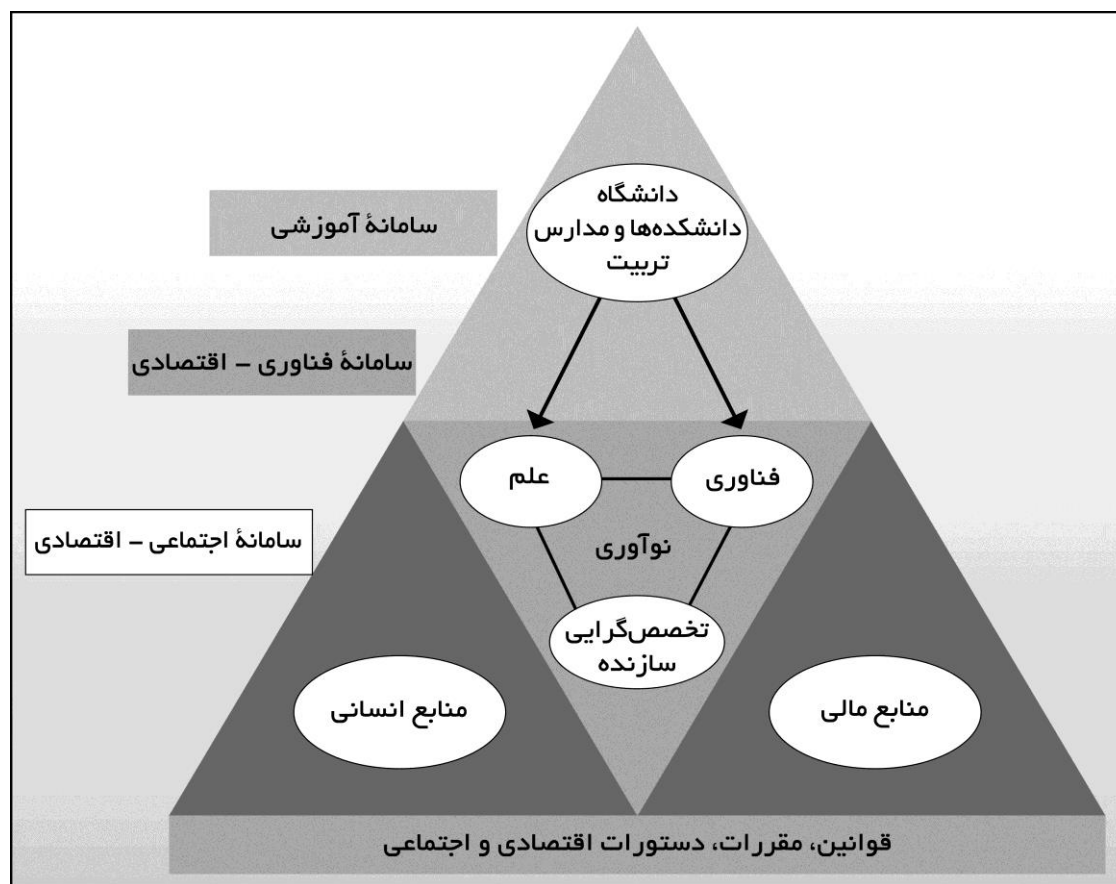 دانشگاه
دانشکده‌ها و مدارس
تربیت
سامانهٔ آموزشی
سامانهٔ فناوری – اقتصادی
فناوری
علم
سامانهٔ اجتماعی – اقتصادی
نوآوری
تخصص‌گرایی
سازنده
منابع مالی
منابع انسانی
قوانین، مقررات، دستورات اقتصادی و اجتماعی